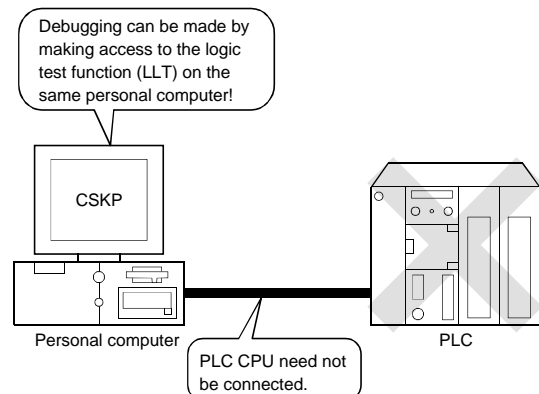 Debugging can be made by
making access to the logic
test function (LLT) on the
same personal computer!
CSKP
Personal computer
PLC
PLC CPU need not
be connected.